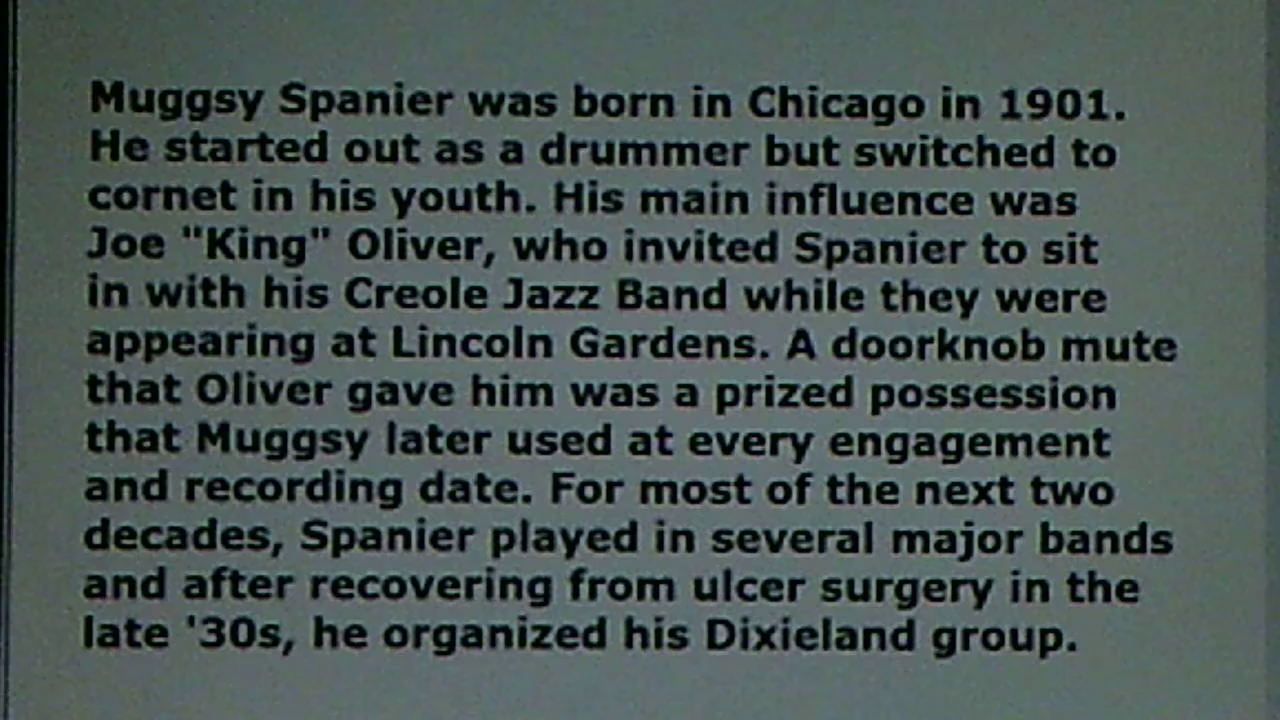 Muggsy Spanier was born in Chicago in 1901.
He started out as a drummer but switched to
cornet in his youth. His main influence was
Joe "King" Oliver, who invited Spanier to sit
in with his Creole Jazz Band while they were
appearing at Lincoln Gardens. A doorknob mute
that Oliver gave him was a prized possession
that Muggsy later used at every engagement
and recording date. For most of the next two
decades, Spanier played in several major bands
and after recovering from ulcer surgery in the
late '30s, he organized his Dixieland group.